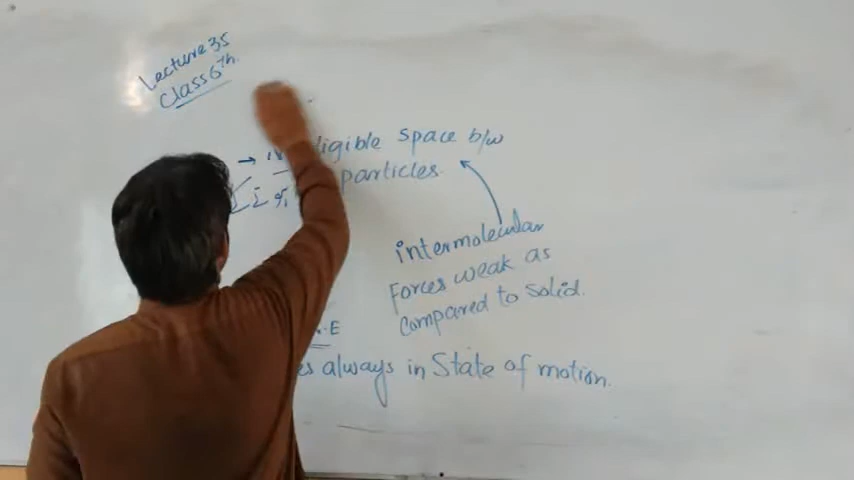 Lecture 35
Class 6th.
ligible space b/w
particles.
intermolecular
Forces weak as
Compared to Solid.
.E
es always in State of motion.